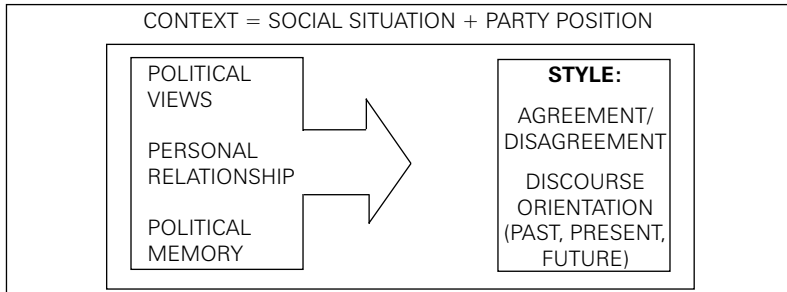 CONTEXT = SOCIAL SITUATION + PARTY POSITION
POLITICAL
VIEWS
PERSONAL
RELATIONSHIP
POLITICAL
MEMORY
STYLE:
AGREEMENT/
DISAGREEMENT
DISCOURSE
ORIENTATION
(PAST, PRESENT,
FUTURE)